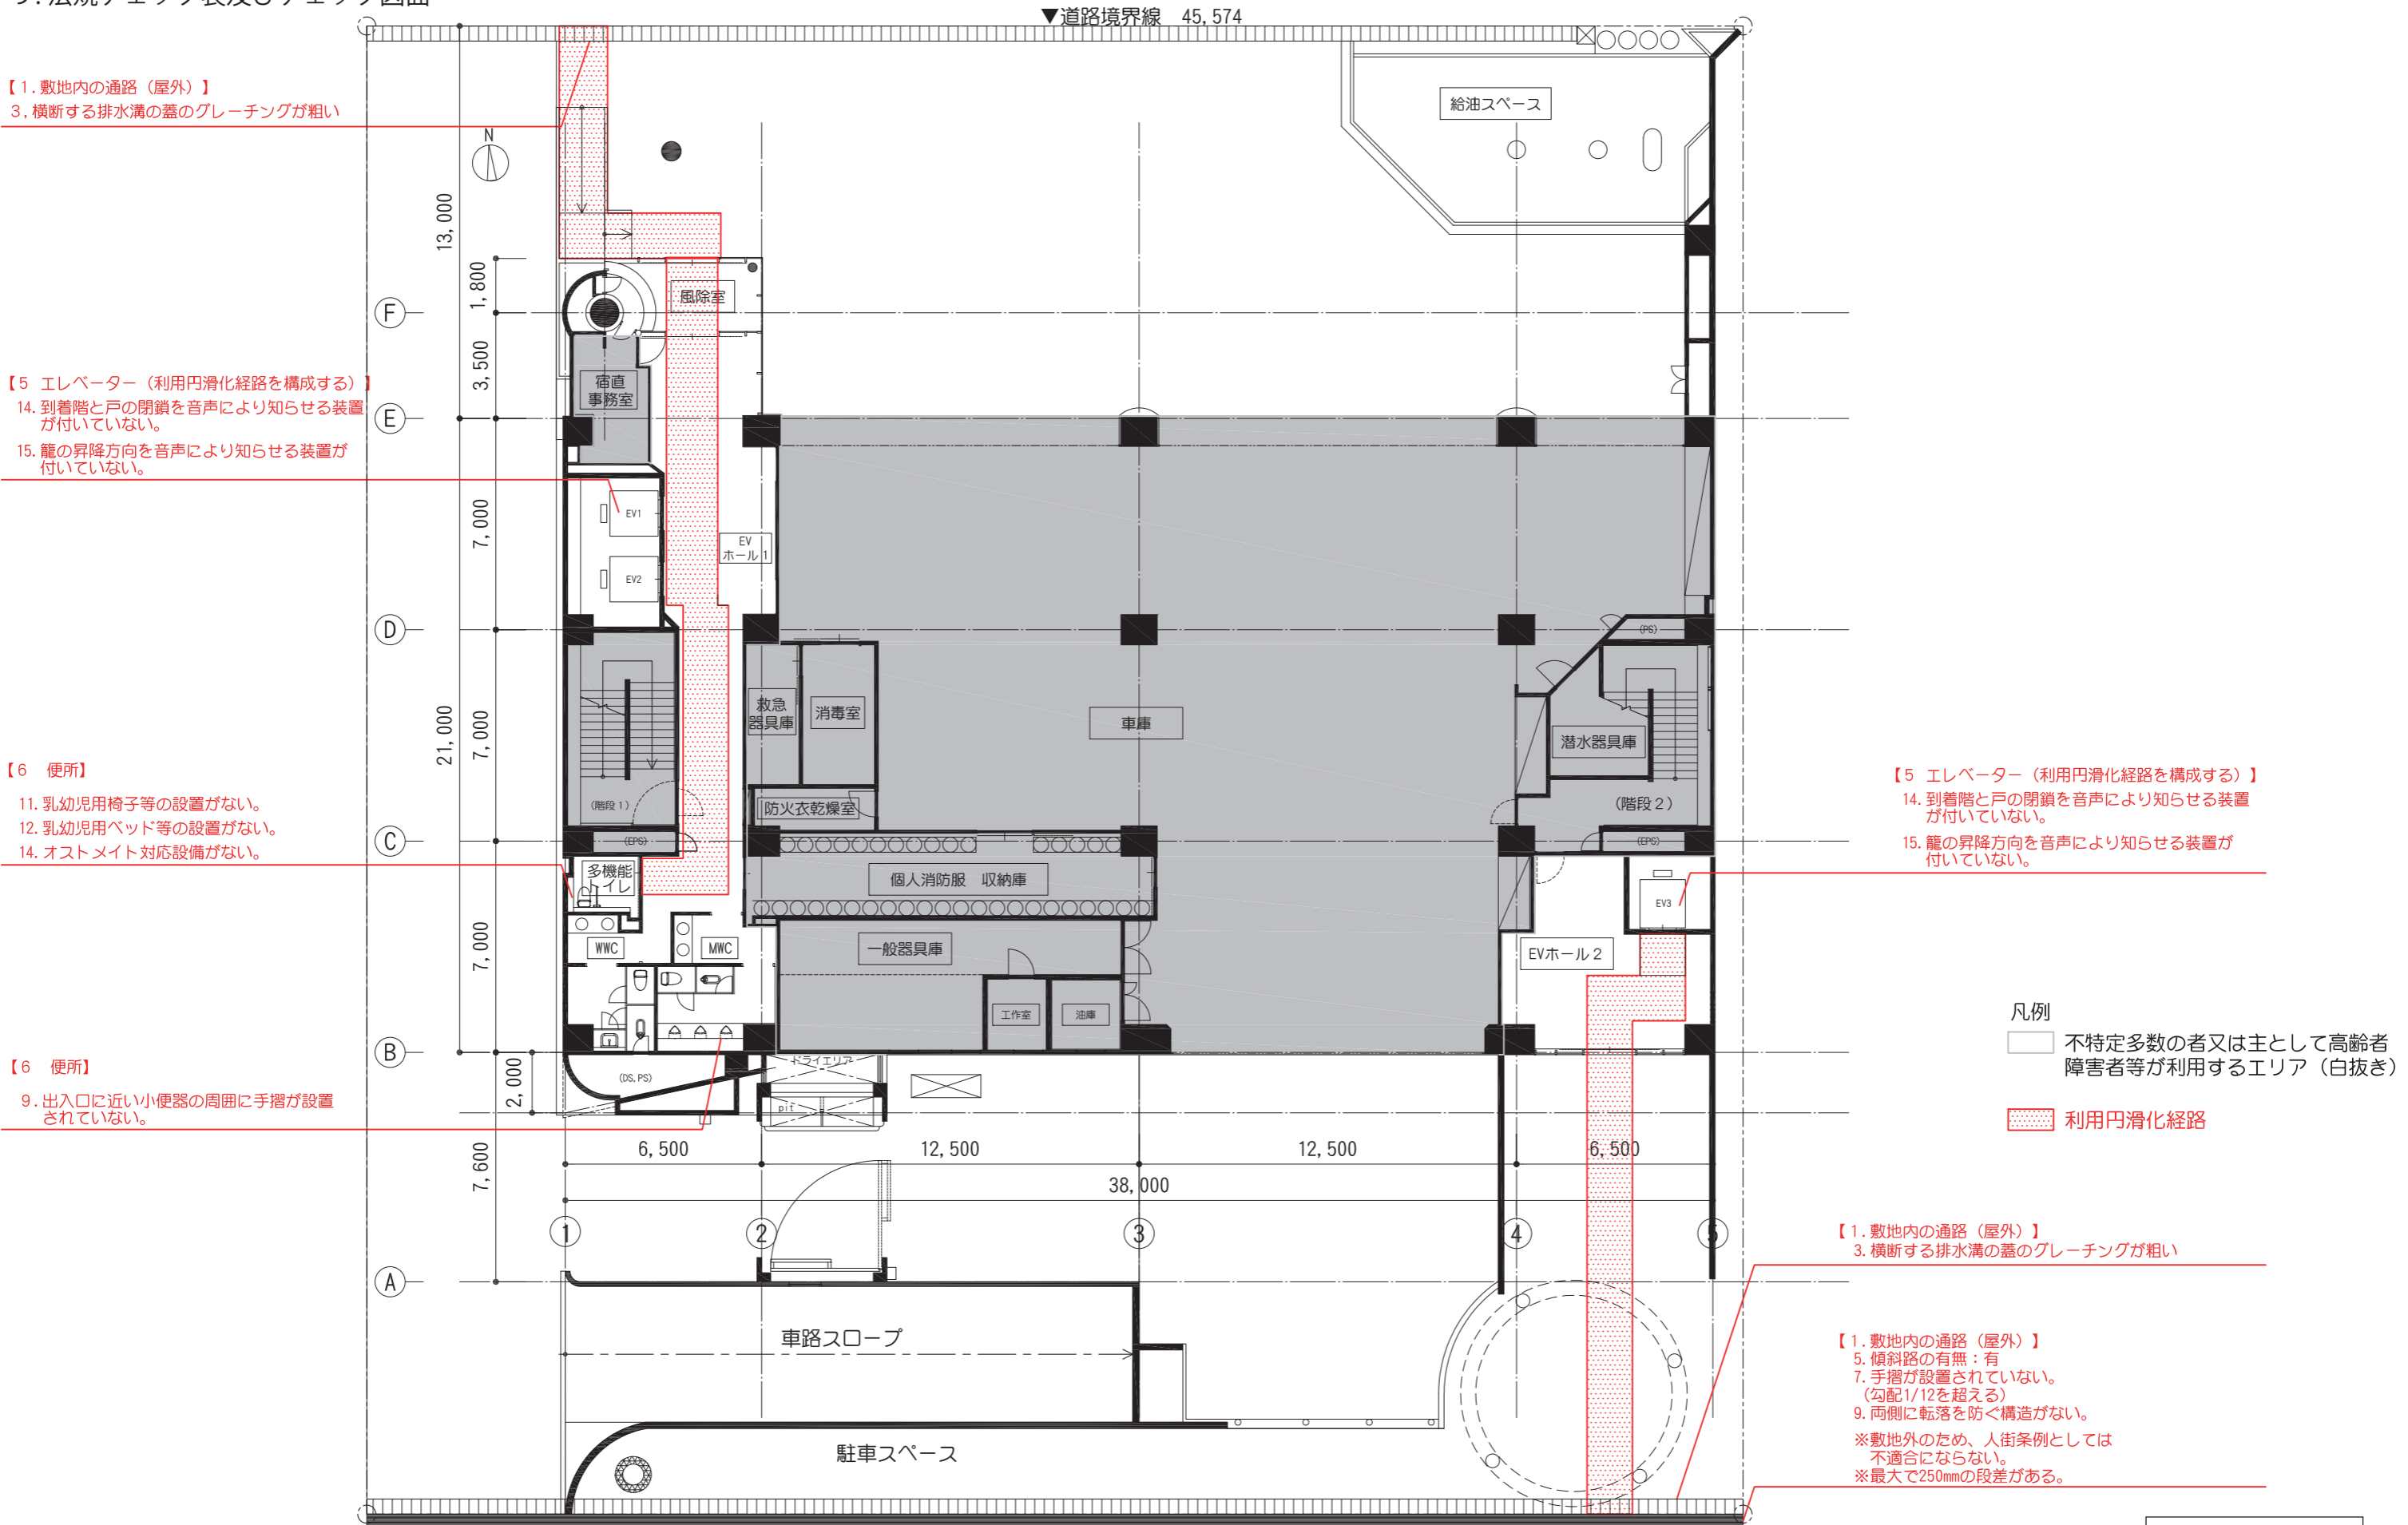 ▼道路境界線 45,574
【1.敷地内の通路（屋外）】
3.横断する排水溝の蓋のグレーチングが粗い
給油スペース
N
13,000
1,800
風除室
F
3,500
【5 エレベーター（利用円滑化経路を構成する）】
14.到着階と戸の閉鎖を音声により知らせる装置
が付いていない。
15.籠の昇降方向を音声により知らせる装置が
付いていない。
宿直
事務室
E
7,000
EV1
EV
ホール1
EV2
D
(PS)
21,000
7,000
救急
器具庫
消毒室
車庫
潜水器具庫
【6 便所】
11.乳幼児用椅子等の設置がない。
12.乳幼児用ベッド等の設置がない。
14.オストメイト対応設備がない。
(階段1)
防火衣乾燥室
(階段2)
【5 エレベーター（利用円滑化経路を構成する）】
14.到着階と戸の閉鎖を音声により知らせる装置
が付いていない。
15.籠の昇降方向を音声により知らせる装置が
付いていない。
C
(EPS)
(EPS)
多機能
トイレ
個人消防服 収納庫
EV3
7,000
WWC
MWC
一般器具庫
EVホール2
工作室
油庫
凡例
不特定多数の者又は主として高齢者
障害者等が利用するエリア（白抜き）
利用円滑化経路
B
【6 便所】
9.出入口に近い小便器の周囲に手摺が設置
されていない。
2,000
(DS,PS)
ドライエリア
pit
7,600
6,500
12,500
12,500
6,500
38,000
1
2
3
4
5
A
【1.敷地内の通路（屋外）】
3.横断する排水溝の蓋のグレーチングが粗い
車路スロープ
駐車スペース
【1.敷地内の通路（屋外）】
5.傾斜路の有無：有
7.手摺が設置されていない。
（勾配1/12を超える）
9.両側に転落を防ぐ構造がない。
※敷地外のため、人街条例としては
不適合にならない。
※最大で250mmの段差がある。